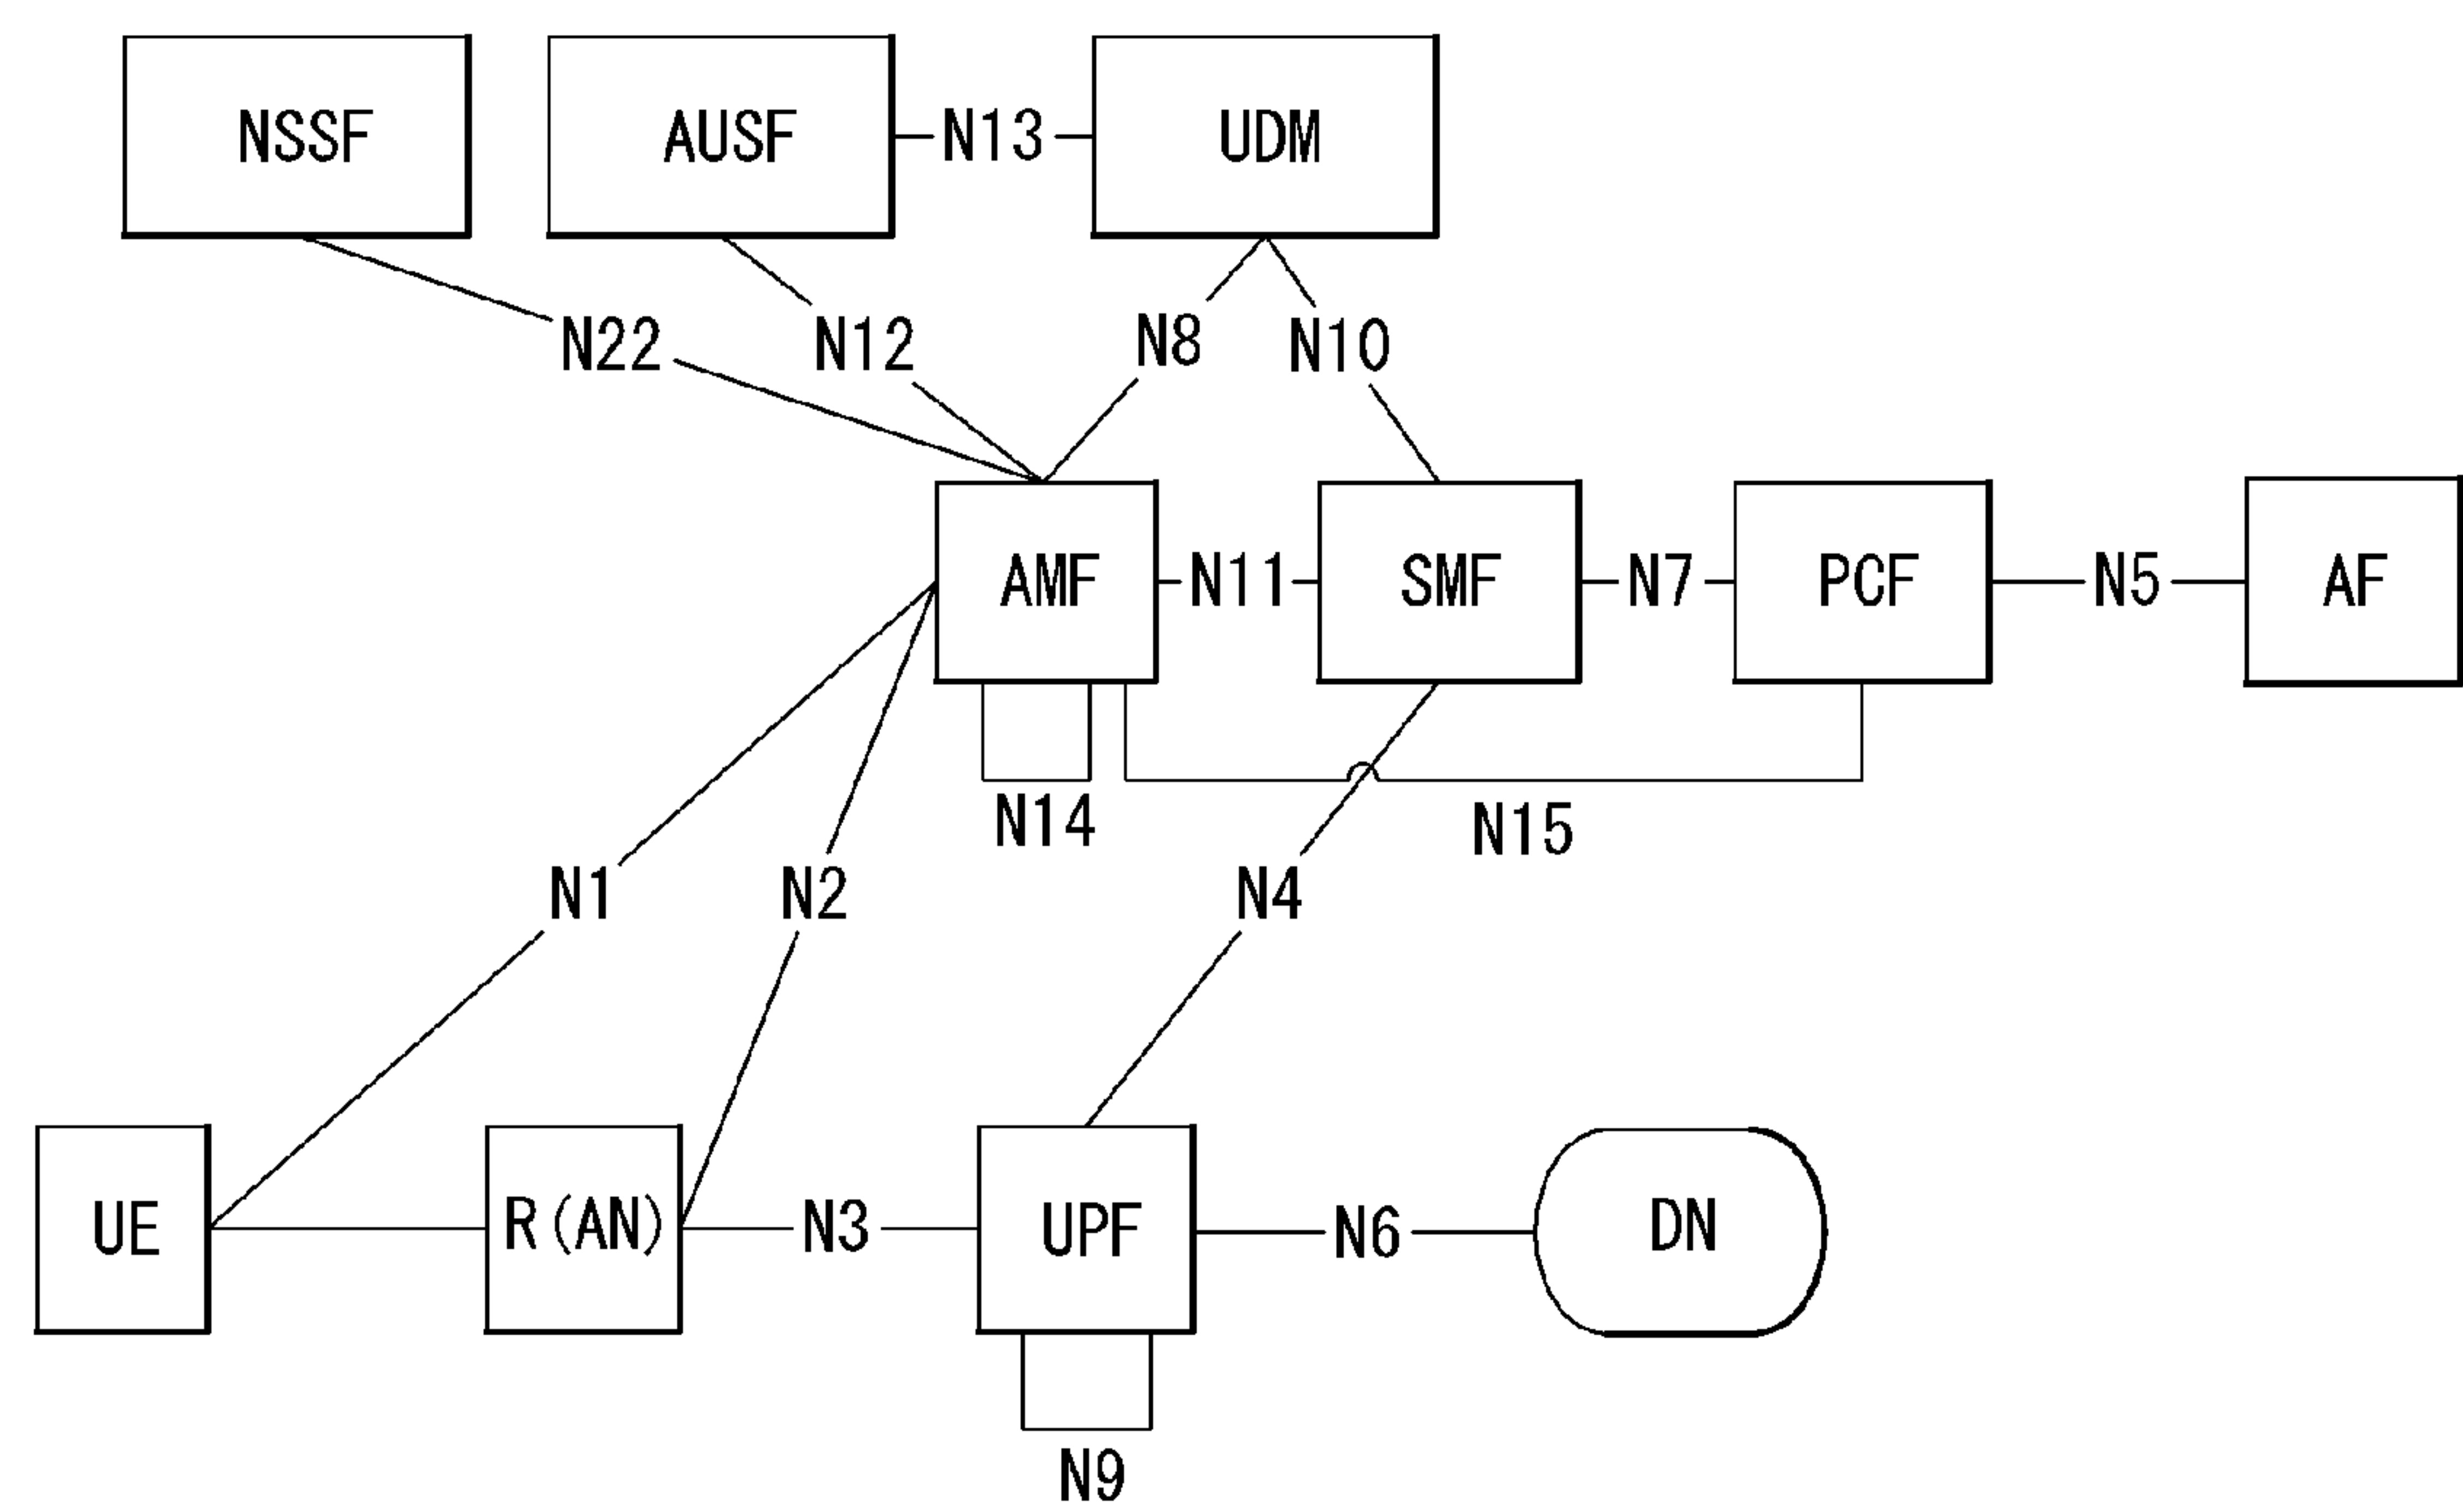 NSSF
AUSF
N13
UDM
N22
N12
N8
N10
AMF
N11
SMF
N7
PCF
N5
AF
N14
N15
N1
N2
N4
UE
R(AN)
N3
UPF
N6
DN
N9